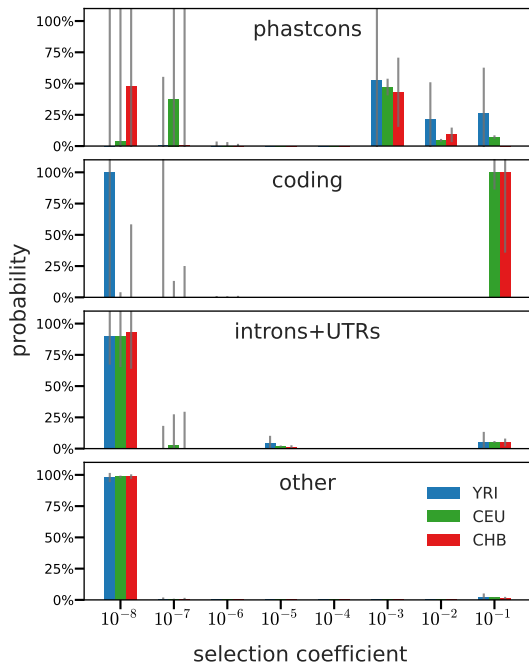 phastcons
100%
75%
50%
25%
0%
coding
100%
75%
50%
25%
0%
introns+UTRs
100%
75%
50%
25%
0%
other
100%
75%
50%
25%
0%
YRI
CEU
CHB
probability
10⁻⁸ 10⁻⁷ 10⁻⁶ 10⁻⁵ 10⁻⁴ 10⁻³ 10⁻² 10⁻¹
selection coefficient